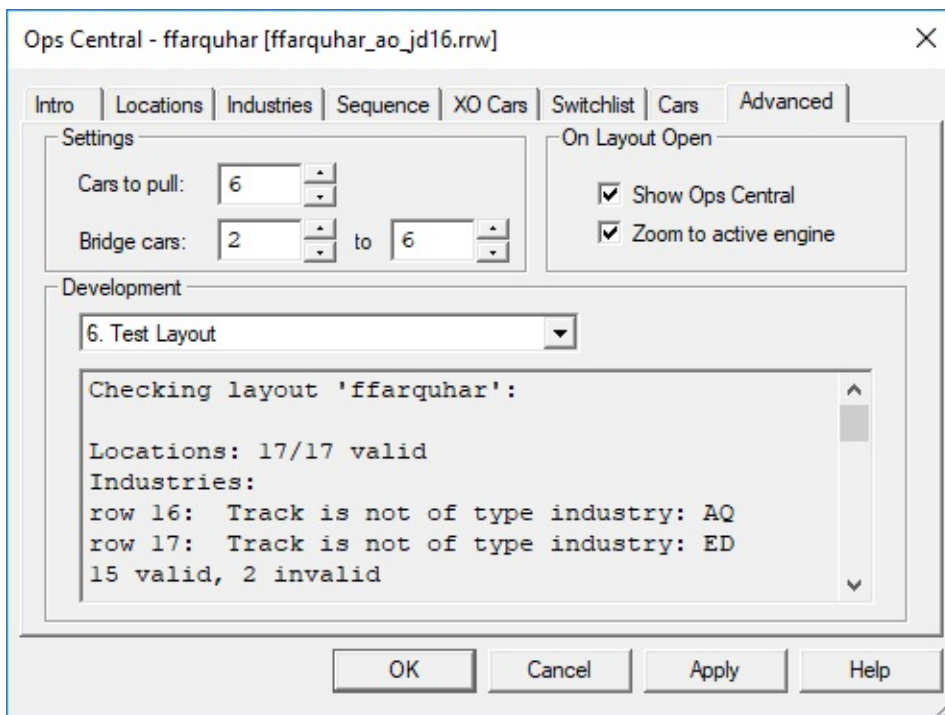 Ops Central - ffarquhar [ffarquhar_ao_jd16.rrw]
Intro Locations Industries Sequence XO Cars Switchlist Cars Advanced
Settings
Cars to pull: 6
Bridge cars: 2 to 6
On Layout Open
Show Ops Central
Zoom to active engine
Development
6. Test Layout
Checking layout 'ffarquhar':
Locations: 17/17 valid
Industries:
row 16:  Track is not of type industry: AQ
row 17:  Track is not of type industry: ED
15 valid, 2 invalid
OK Cancel Apply Help